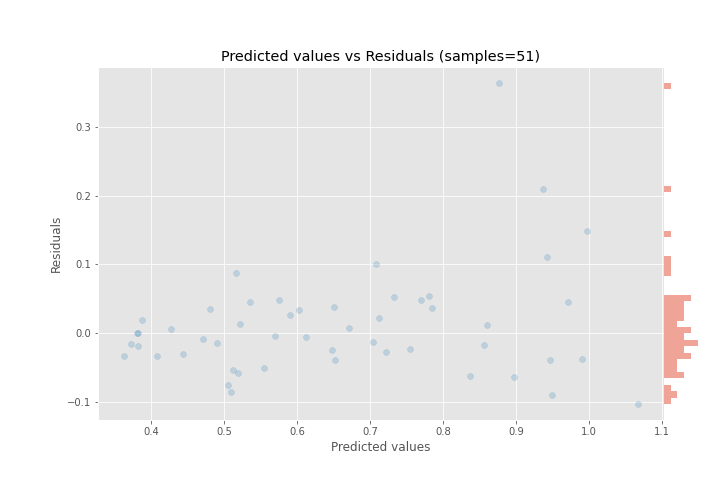 Predicted values vs Residuals (samples=51)
0.3
0.2
0.1
0.0
−0.1
Residuals
0.4 0.5 0.6 0.7 0.8 0.9 1.0 1.1
Predicted values